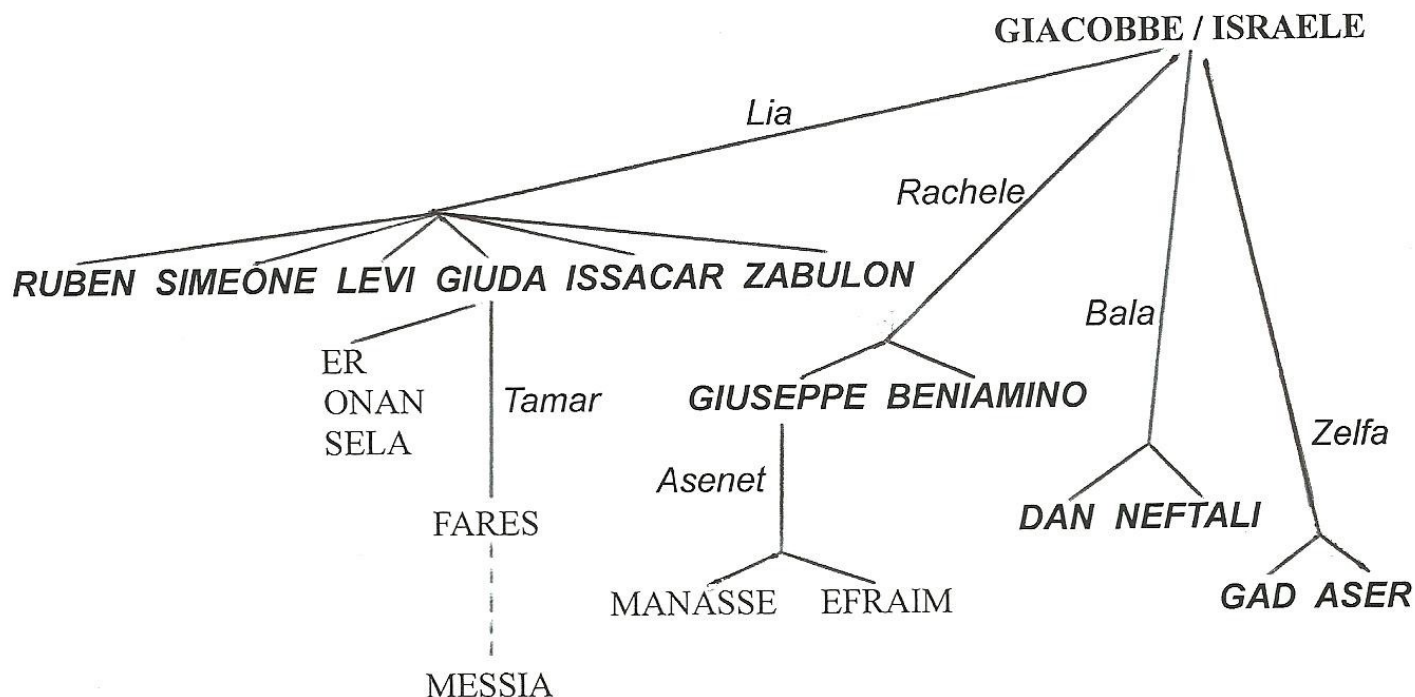 GIACOBBE / ISRAELE
Lia
Rachele
RUBEN SIMEONE LEVI GIUDA ISSACAR ZABULON
Bala
ER
ONAN
SELA
Tamar
GIUSEPPE BENIAMINO
Zelfa
Asenet
DAN NEFTALI
FARES
MANASSE EFRAIM
GAD ASER
MESSIA